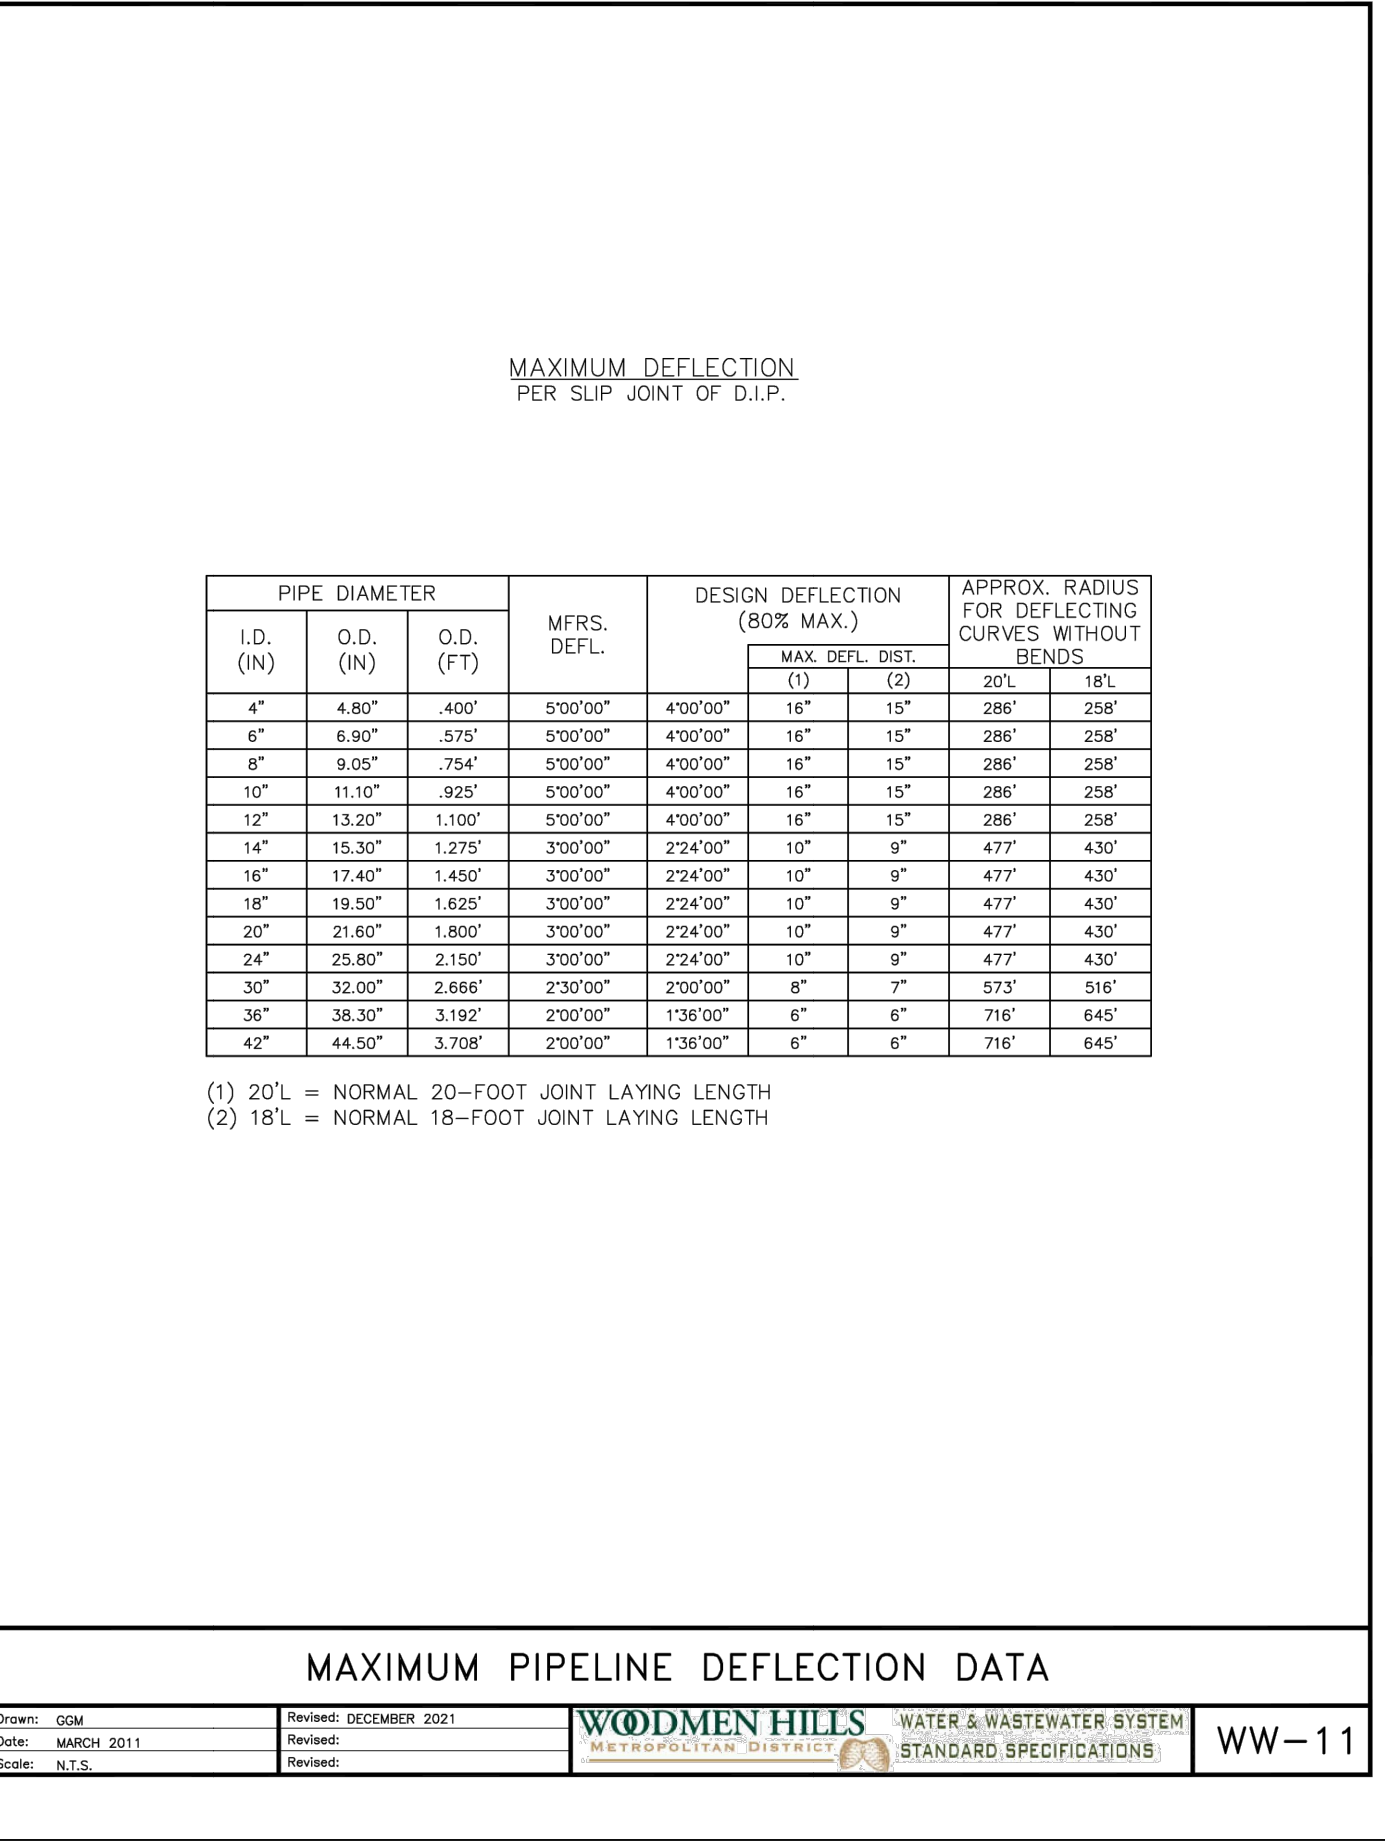 MAXIMUM DEFLECTION
PER SLIP JOINT OF D.I.P.
PIPE DIAMETER
I.D.
(IN)
O.D.
(IN)
O.D.
(FT)
MFRS.
DEFL.
DESIGN DEFLECTION
(80% MAX.)
MAX. DEFL. DIST.
(1) (2)
APPROX. RADIUS
FOR DEFLECTING
CURVES WITHOUT
BENDS
20'L 18'L
4" 4.80" .400' 5°00'00" 4°00'00" 16" 15" 286' 258'
6" 6.90" .575' 5°00'00" 4°00'00" 16" 15" 286' 258'
8" 9.05" .754' 5°00'00" 4°00'00" 16" 15" 286' 258'
10" 11.10" .925' 5°00'00" 4°00'00" 16" 15" 286' 258'
12" 13.20" 1.100' 5°00'00" 4°00'00" 16" 15" 286' 258'
14" 15.30" 1.275' 3°00'00" 2°24'00" 10" 9" 477' 430'
16" 17.40" 1.450' 3°00'00" 2°24'00" 10" 9" 477' 430'
18" 19.50" 1.625' 3°00'00" 2°24'00" 10" 9" 477' 430'
20" 21.60" 1.800' 3°00'00" 2°24'00" 10" 9" 477' 430'
24" 25.80" 2.150' 3°00'00" 2°24'00" 10" 9" 477' 430'
30" 32.00" 2.666' 2°30'00" 2°00'00" 8" 7" 573' 516'
36" 38.30" 3.192' 2°00'00" 1°36'00" 6" 6" 716' 645'
42" 44.50" 3.708' 2°00'00" 1°36'00" 6" 6" 716' 645'
(1) 20'L = NORMAL 20-FOOT JOINT LAYING LENGTH
(2) 18'L = NORMAL 18-FOOT JOINT LAYING LENGTH
MAXIMUM PIPELINE DEFLECTION DATA
Drawn: GGM
Date: MARCH 2011
Scale: N.T.S.
Revised: DECEMBER 2021
Revised:
Revised:
WOODMEN HILLS
METROPOLITAN DISTRICT
WATER & WASTEWATER SYSTEM
STANDARD SPECIFICATIONS
WW-11